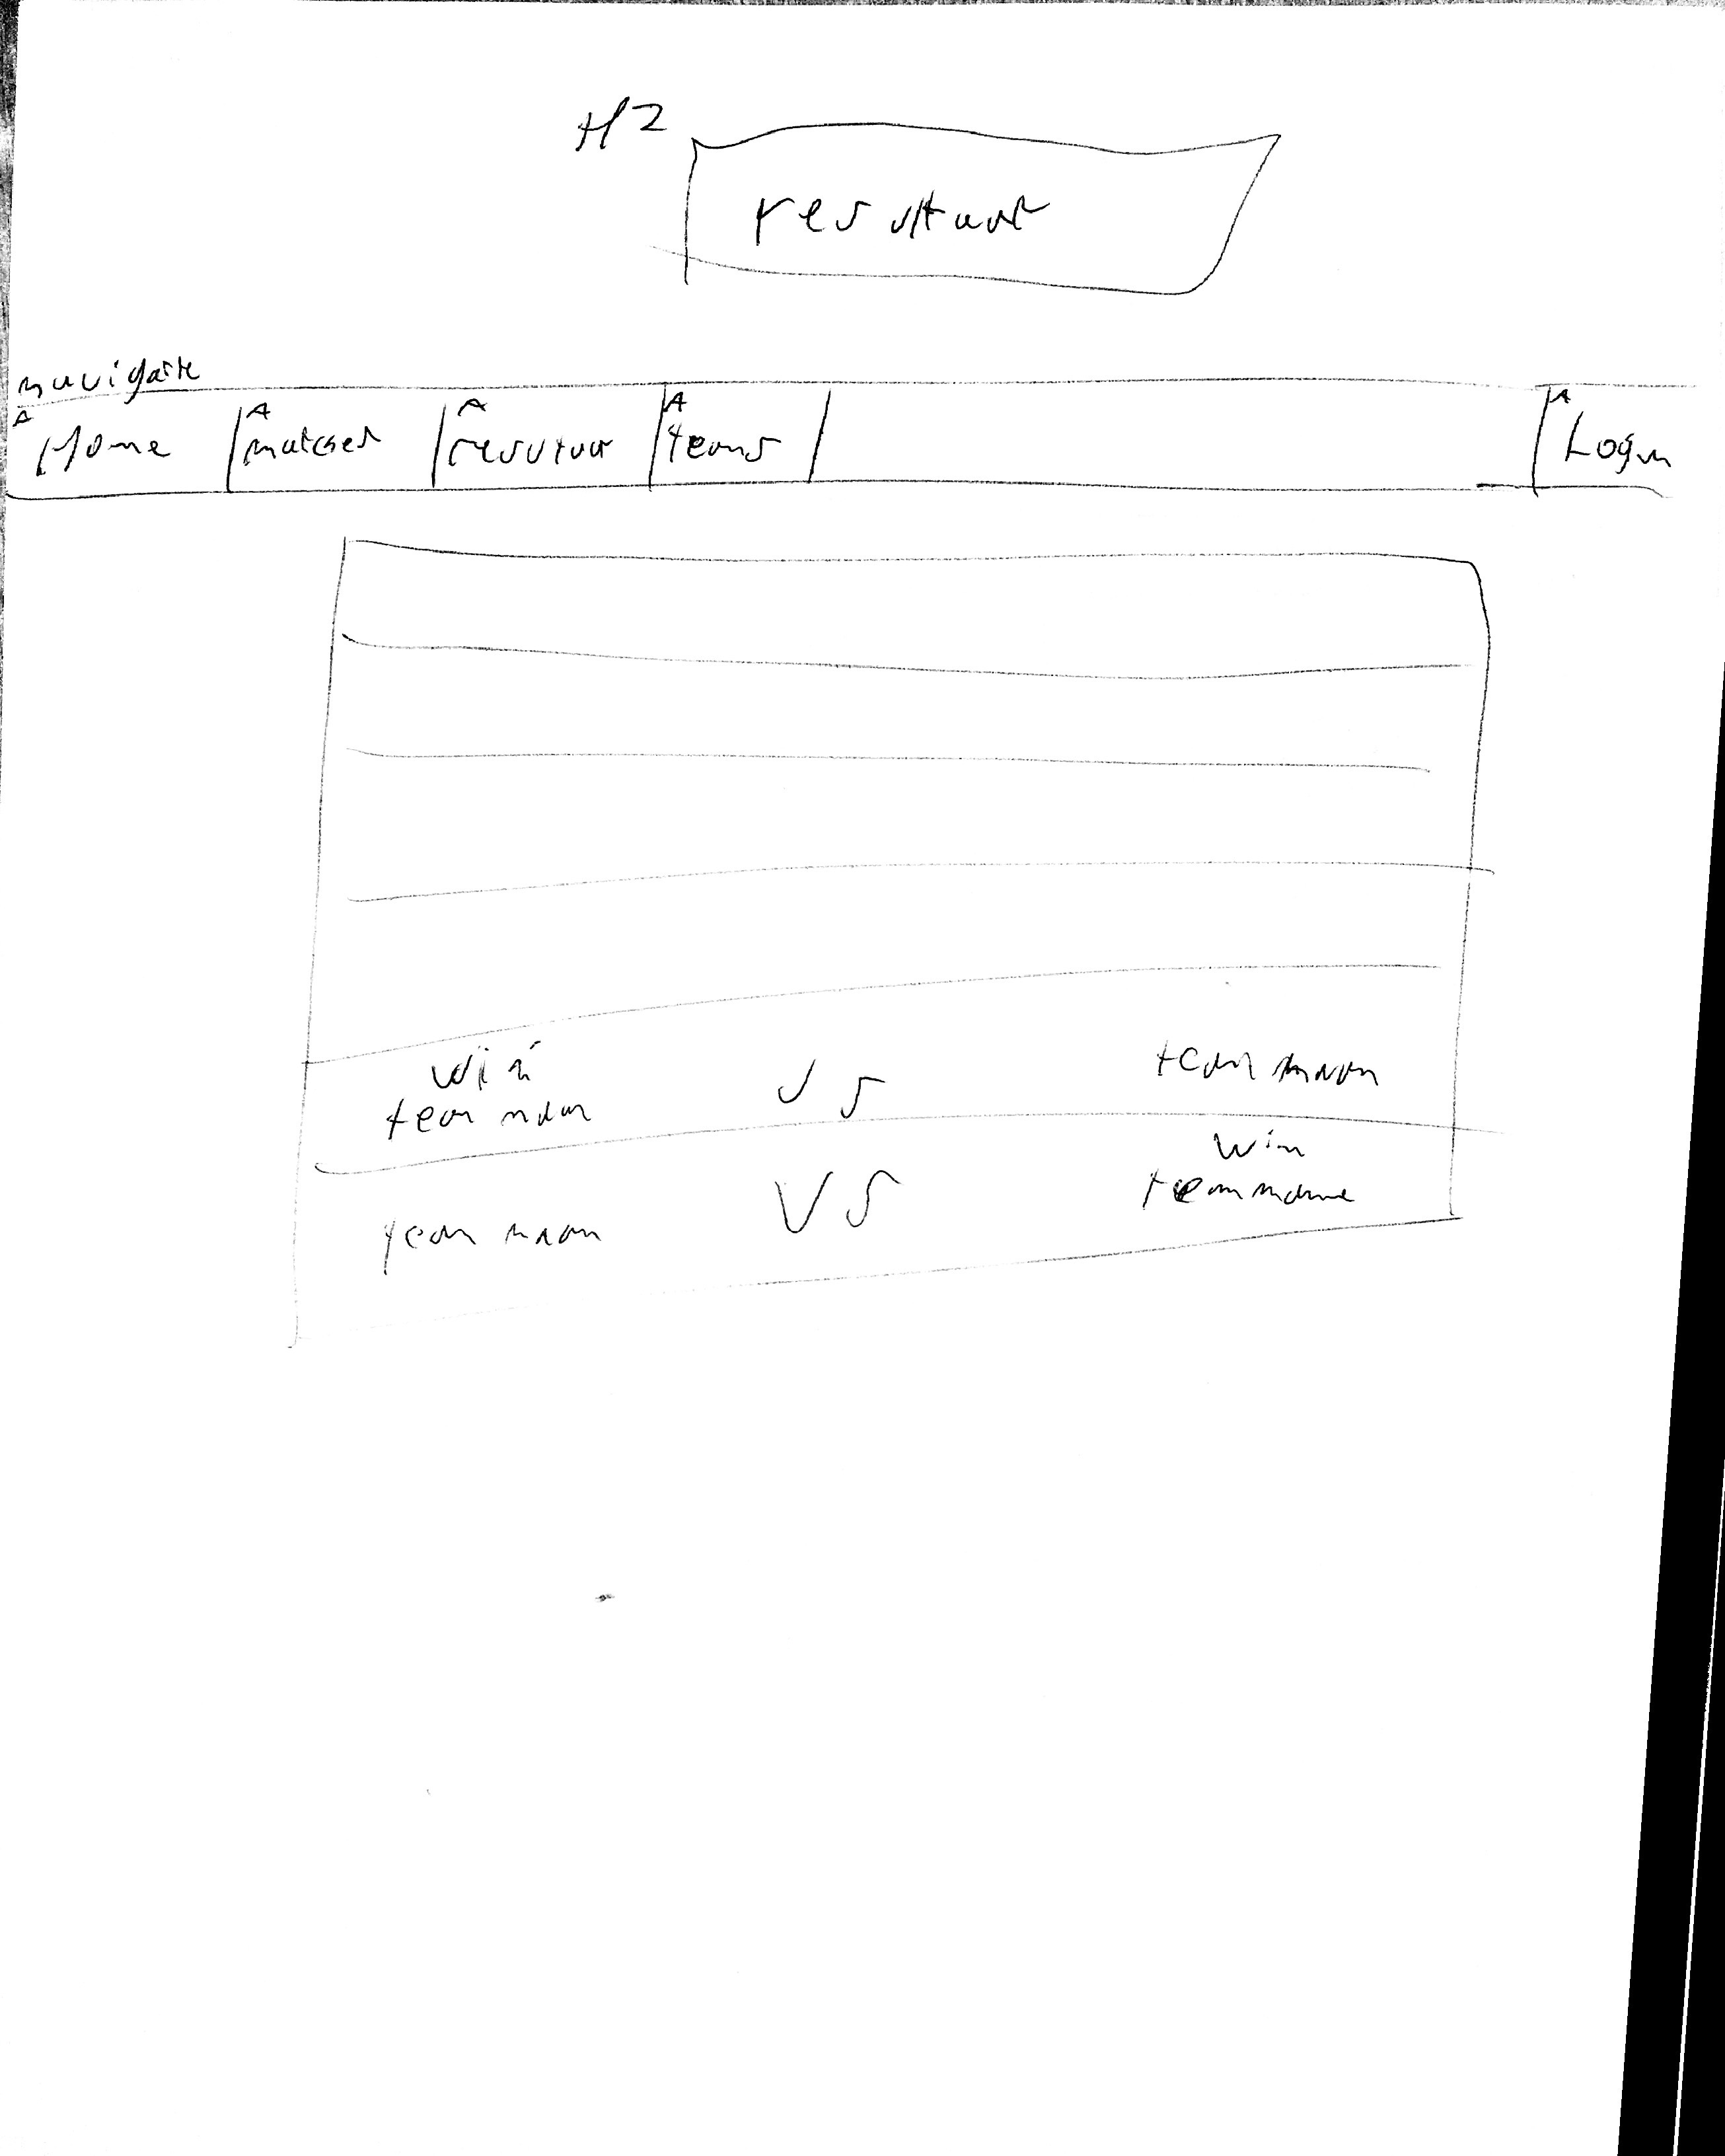 H2
resultaat
navigatie
A A A A A
Home matches resultaat teams Login
win
team naam VS team naam
win
team naam VS team name